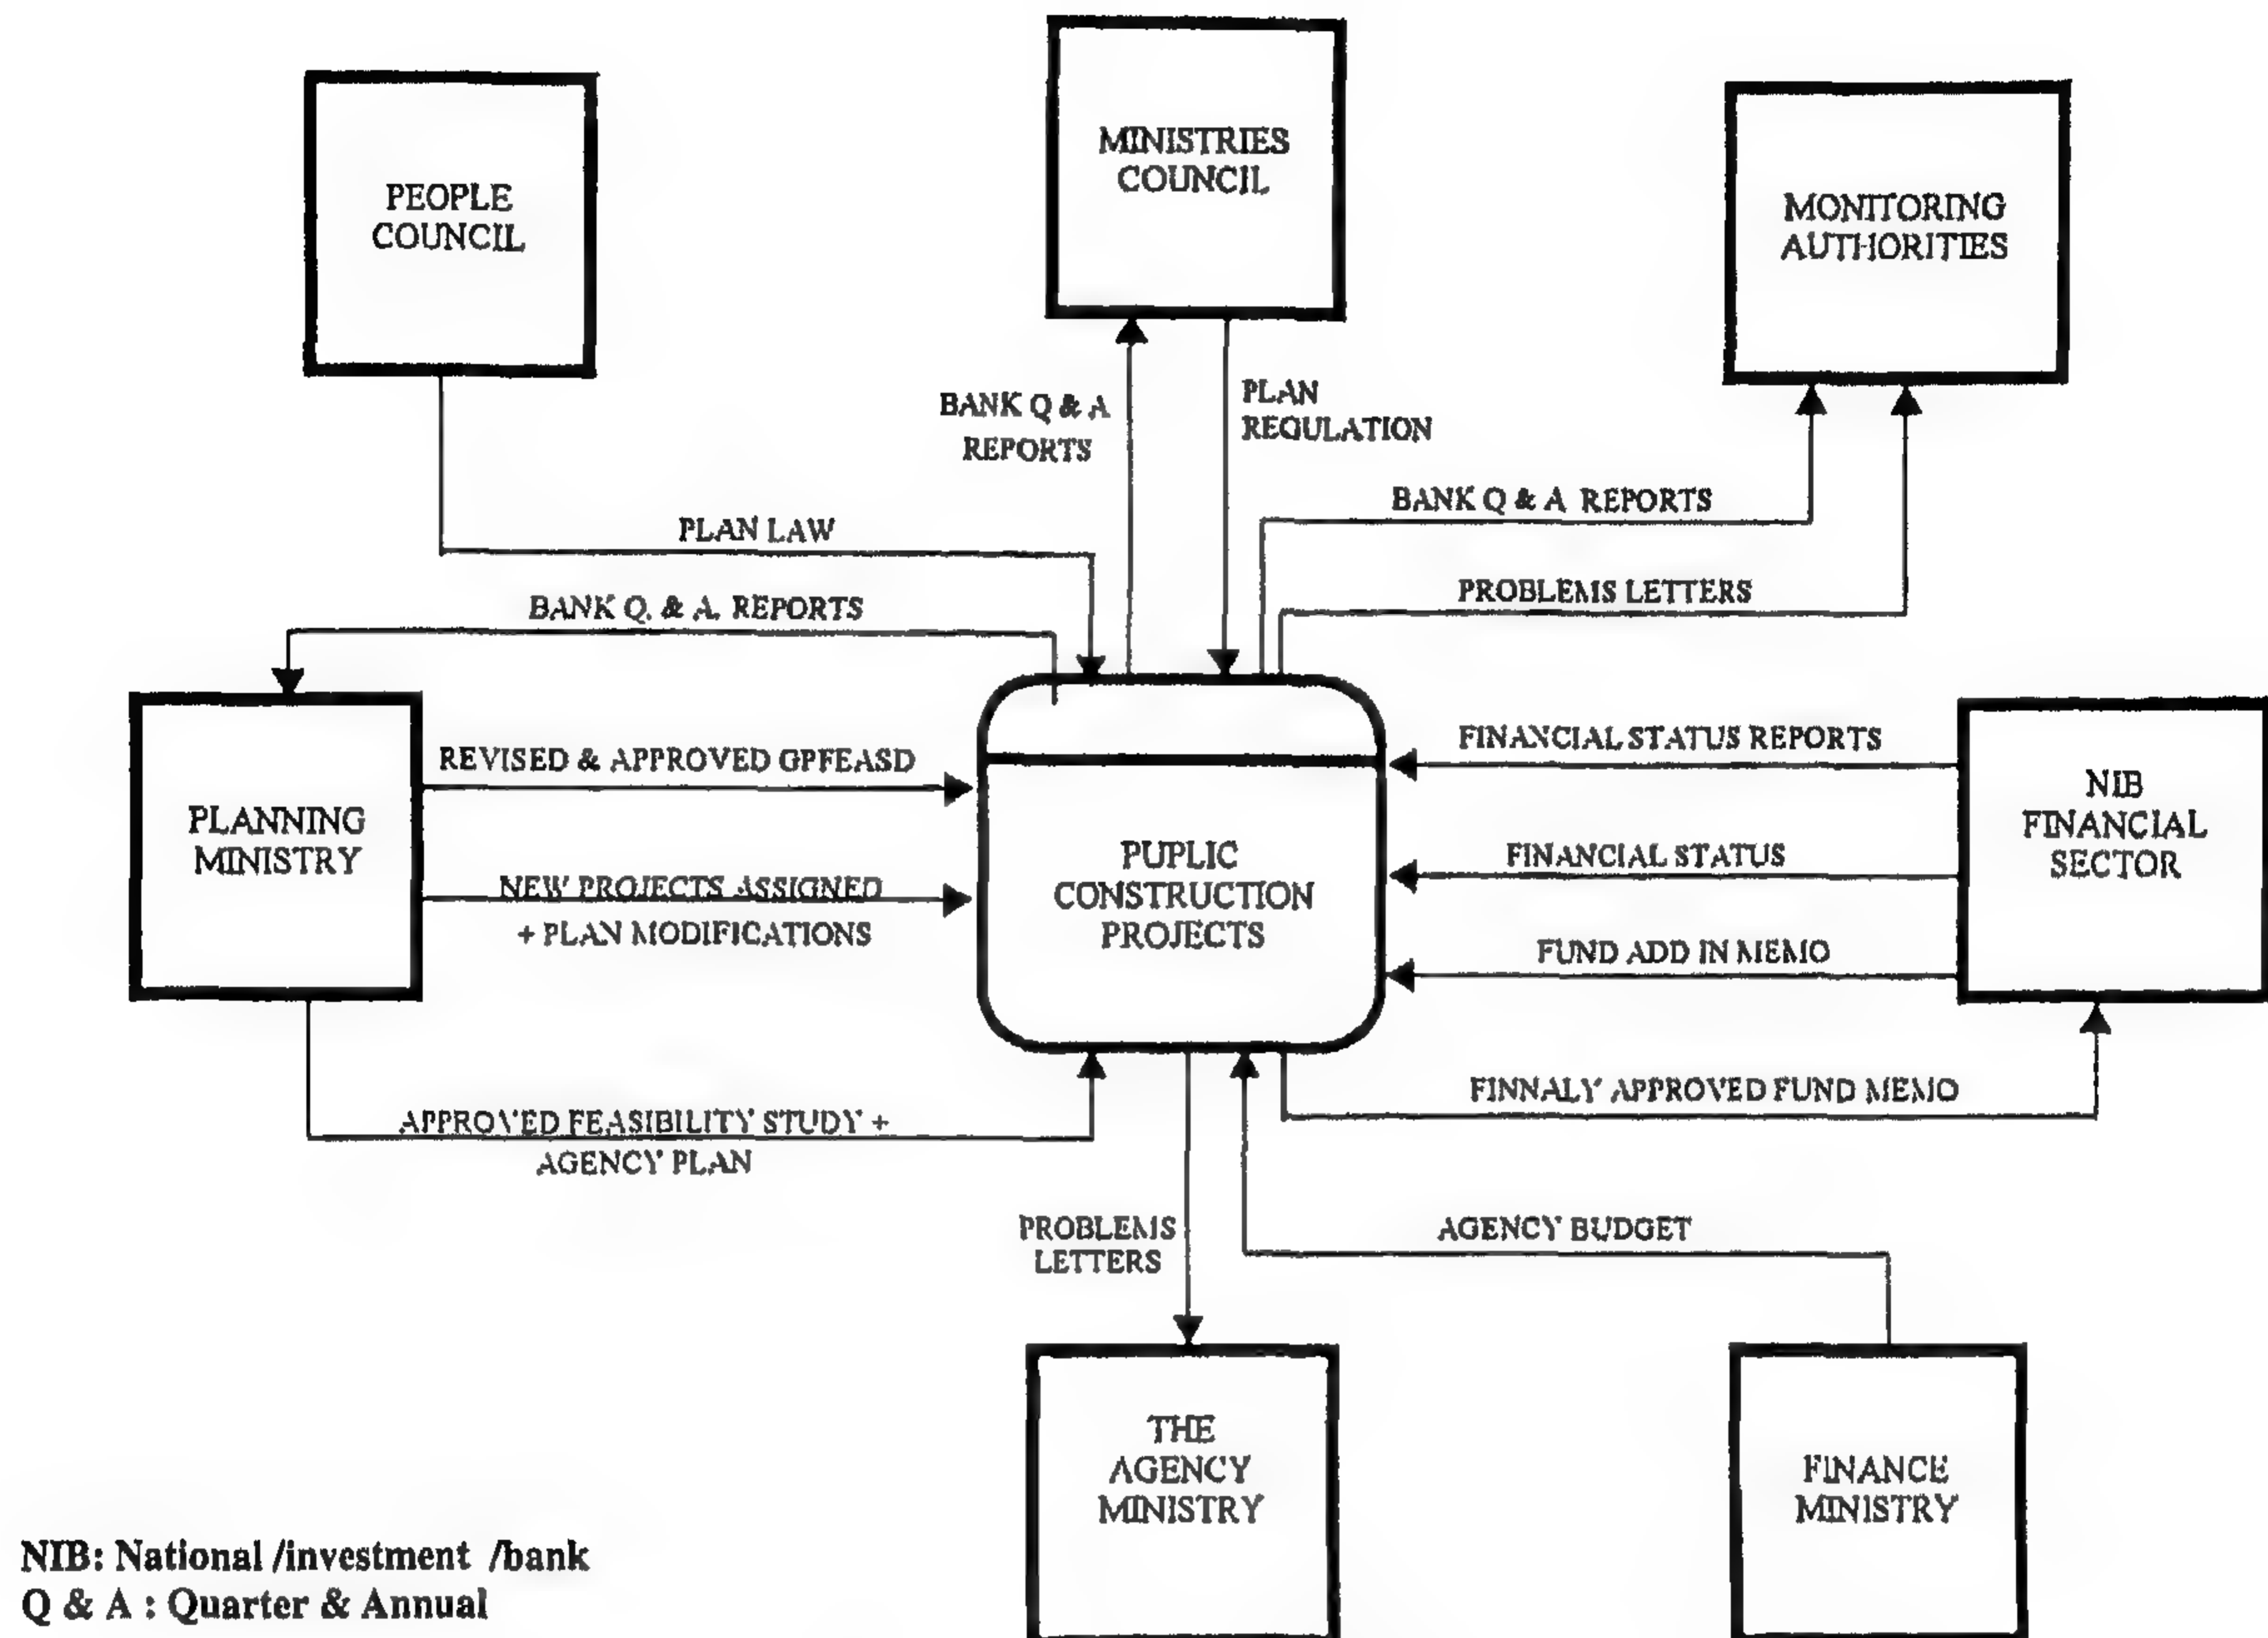 MINISTRIES
COUNCIL
PEOPLE
COUNCIL
MONITORING
AUTHORITIES
BANK Q & A
REPORTS
PLAN
REGULATION
BANK Q & A REPORTS
PLAN LAW
PROBLEMS LETTERS
BANK Q. & A. REPORTS
REVISED & APPROVED GPFEASD
FINANCIAL STATUS REPORTS
PLANNING
MINISTRY
PUPLIC
CONSTRUCTION
PROJECTS
NIB
FINANCIAL
SECTOR
FINANCIAL STATUS
NEW PROJECTS ASSIGNED
+ PLAN MODIFICATIONS
FUND ADD IN MEMO
FINNALY APPROVED FUND MEMO
APPROVED FEASIBILITY STUDY +
AGENCY PLAN
PROBLEMS
LETTERS
AGENCY BUDGET
THE
AGENCY
MINISTRY
FINANCE
MINISTRY
NIB: National /investment /bank
Q & A : Quarter & Annual